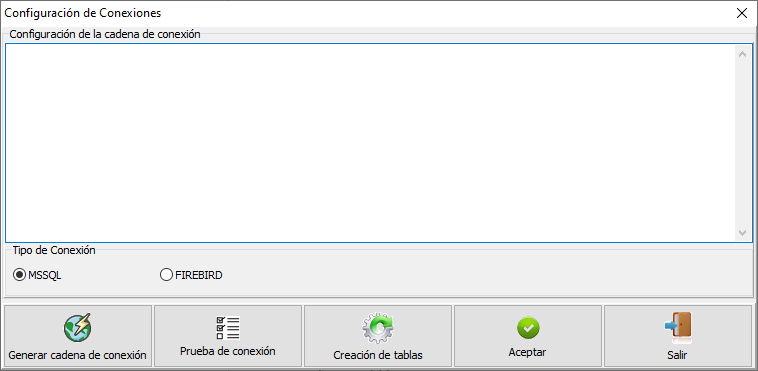 Configuración de Conexiones
Configuración de la cadena de conexión
Tipo de Conexión
MSSQL FIREBIRD
Generar cadena de conexión Prueba de conexión Creación de tablas Aceptar Salir